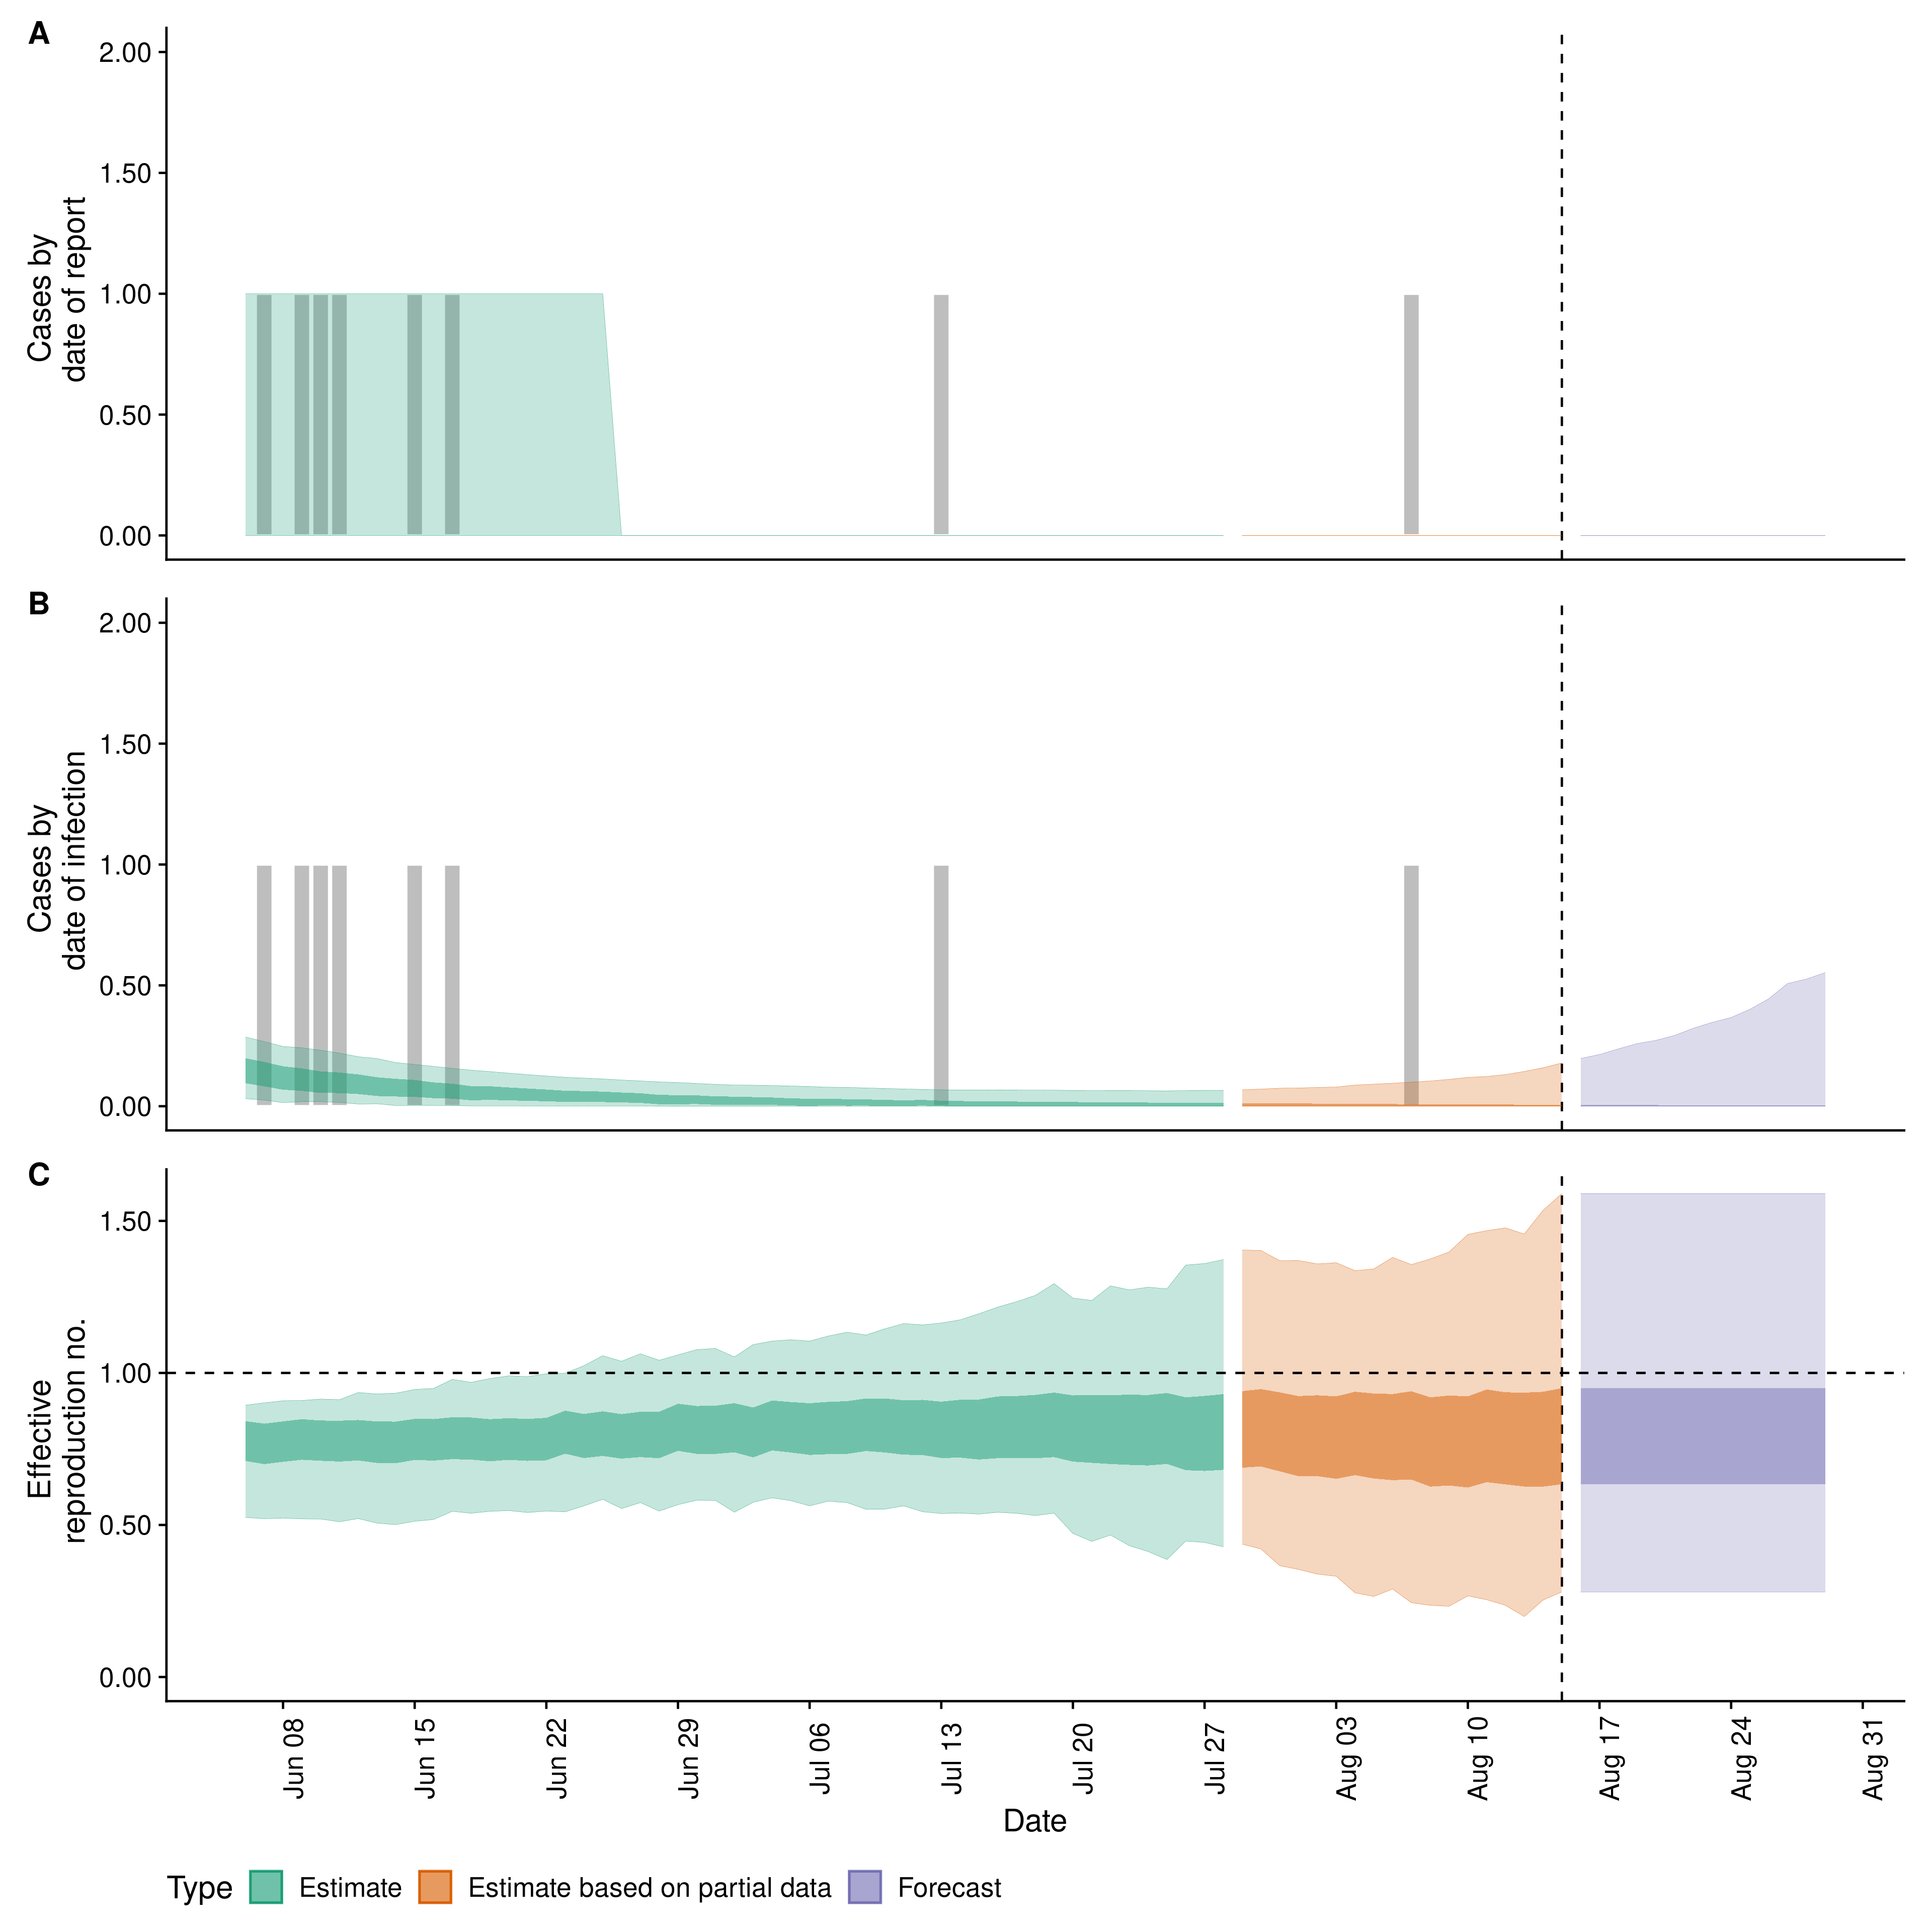 A
2.00
1.50
1.00
0.50
0.00
Cases by
date of report
B
2.00
1.50
1.00
0.50
0.00
Cases by
date of infection
C
1.50
1.00
0.50
0.00
Effective
reproduction no.
Jun 08
Jun 15
Jun 22
Jun 29
Jul 06
Jul 13
Jul 20
Jul 27
Aug 03
Aug 10
Aug 17
Aug 24
Aug 31
Date
Type Estimate Estimate based on partial data Forecast